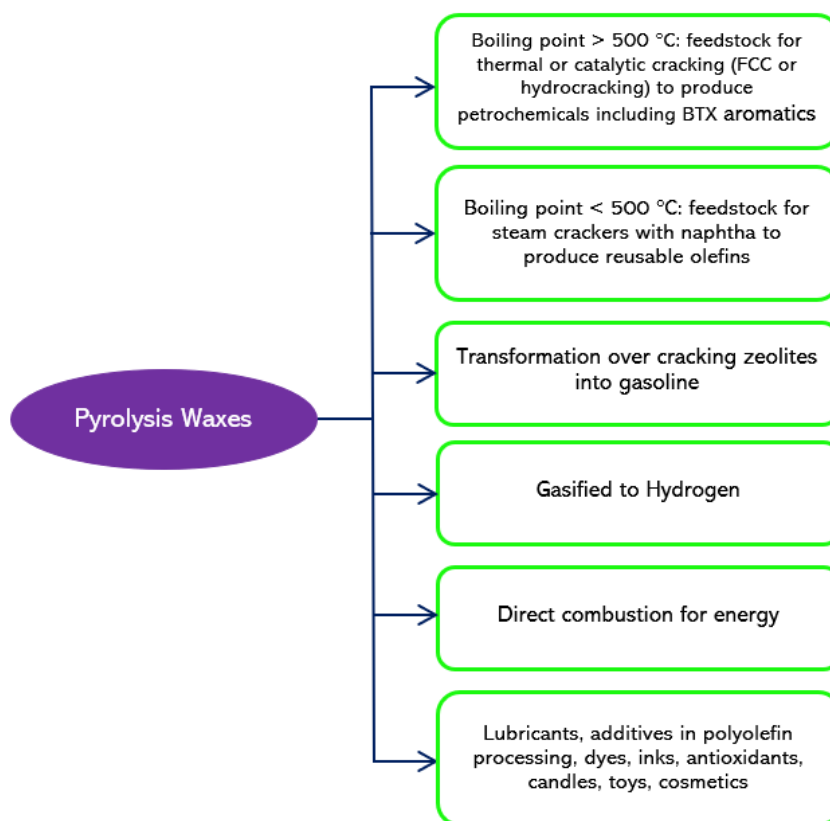 Boiling point > 500 °C: feedstock for
thermal or catalytic cracking (FCC or
hydrocracking) to produce
petrochemicals including BTX aromatics
Boiling point < 500 °C: feedstock for
steam crackers with naphtha to
produce reusable olefins
Transformation over cracking zeolites
into gasoline
Pyrolysis Waxes
Gasified to Hydrogen
Direct combustion for energy
Lubricants, additives in polyolefin
processing, dyes, inks, antioxidants,
candles, toys, cosmetics